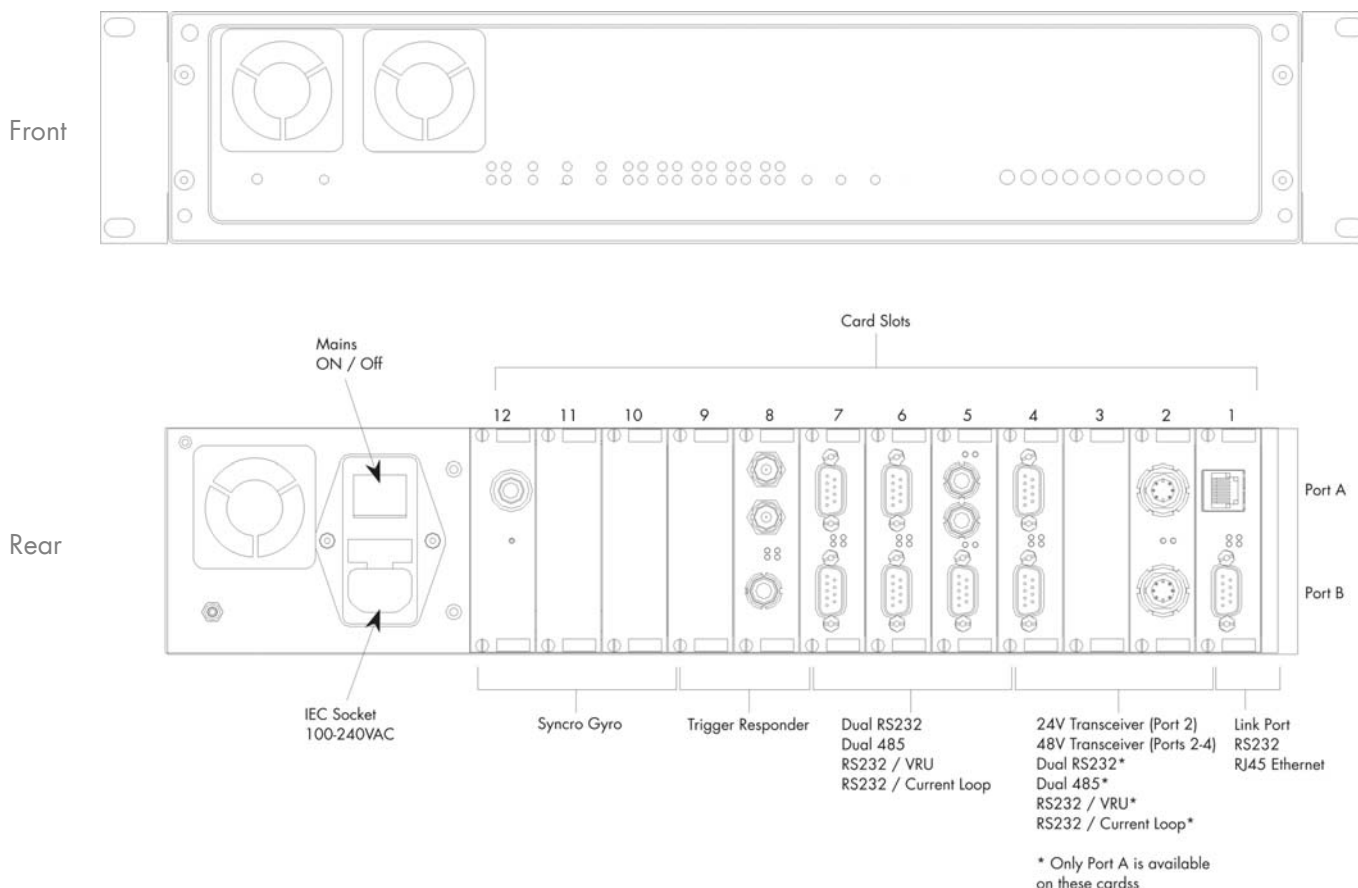 Front
Card Slots
Mains
ON / Off
12 11 10 9 8 7 6 5 4 3 2 1
Port A
Rear
Port B
IEC Socket
100-240VAC
Syncro Gyro
Trigger Responder
Dual RS232
Dual 485
RS232 / VRU
RS232 / Current Loop
24V Transceiver (Port 2)
48V Transceiver (Ports 2-4)
Dual RS232*
Dual 485*
RS232 / VRU*
RS232 / Current Loop*
* Only Port A is available
on these cardss
Link Port
RS232
RJ45 Ethernet